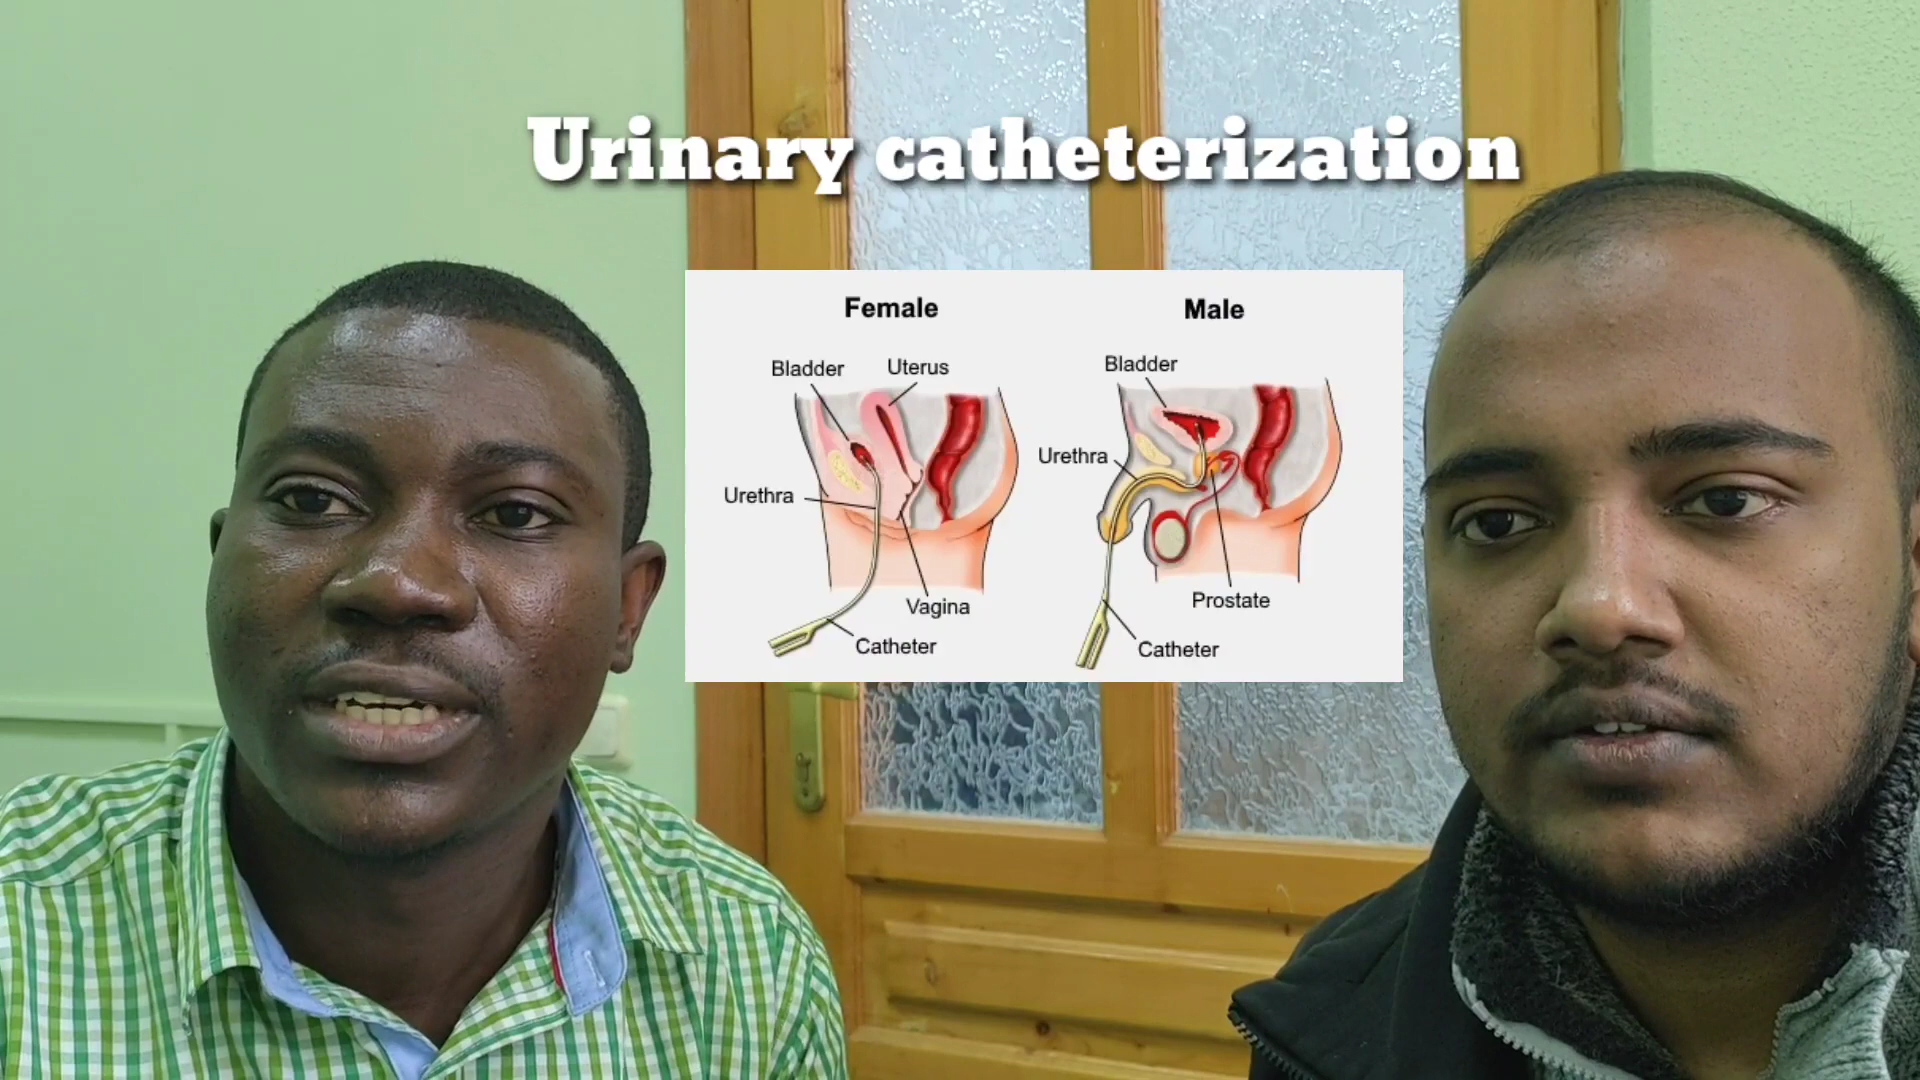 Urinary catheterization
Female
Male
Bladder
Uterus
Bladder
Urethra
Urethra
Vagina
Prostate
Catheter
Catheter